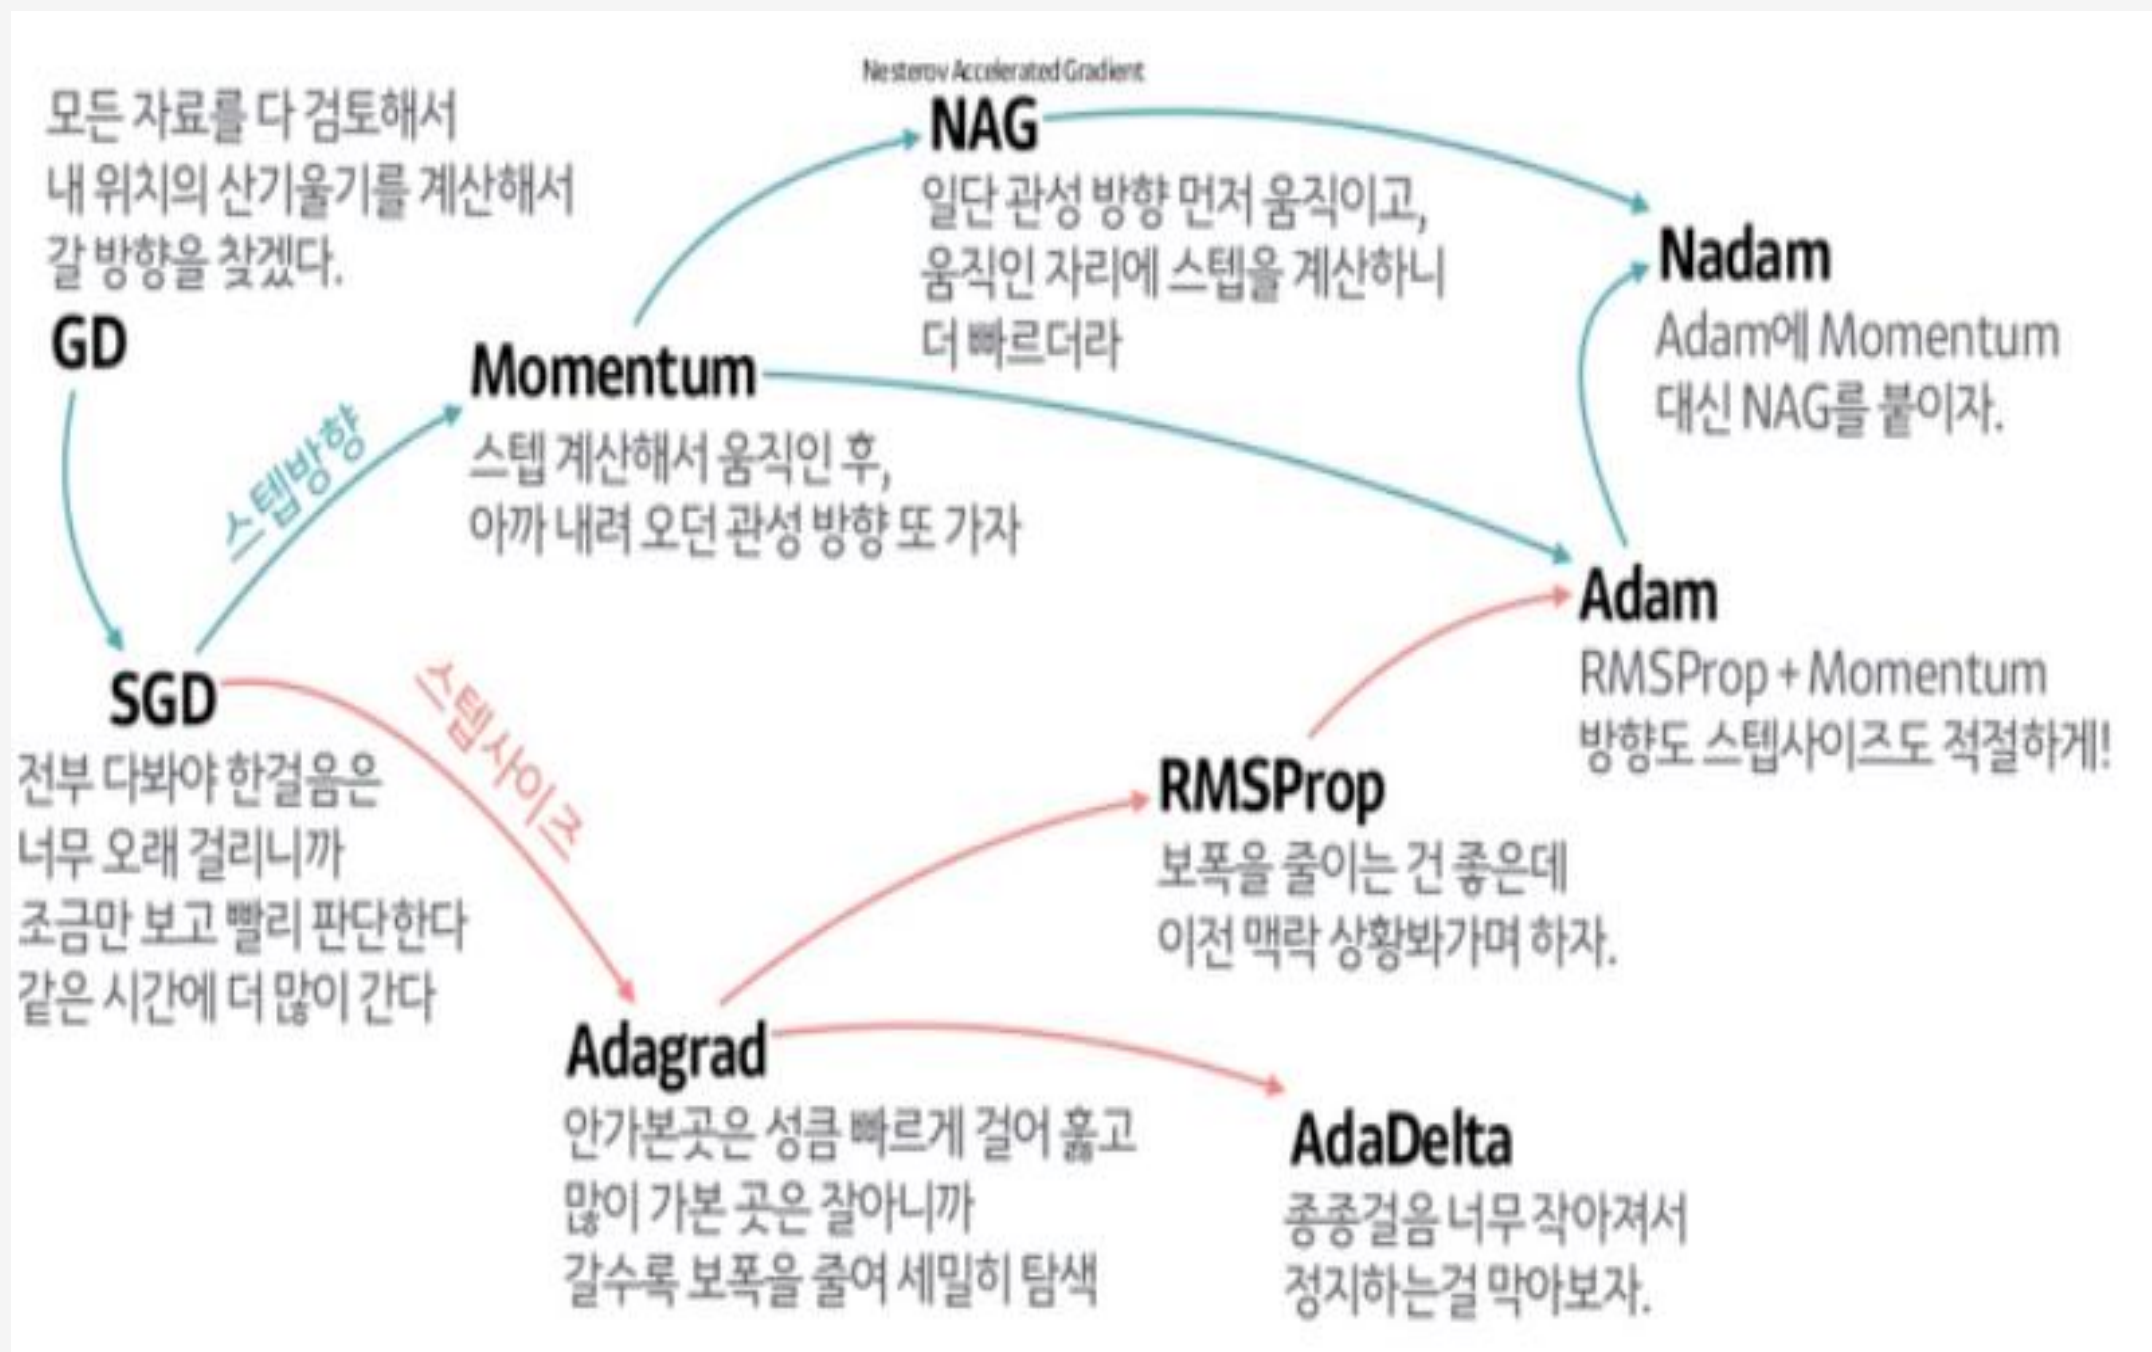 모든 자료를 다 검토해서
내 위치의 산기울기를 계산해서
갈 방향을 찾겠다.
GD
스텝방향
Momentum
스텝 계산해서 움직인 후,
아까 내려 오던 관성 방향 또 가자
Nesterov Accelerated Gradient
NAG
일단 관성 방향 먼저 움직이고,
움직인 자리에 스텝을 계산하니
더 빠르더라
Nadam
Adam에 Momentum
대신 NAG를 붙이자.
Adam
RMSProp + Momentum
방향도 스텝사이즈도 적절하게!
SGD
전부 다봐야 한걸음은
너무 오래 걸리니까
조금만 보고 빨리 판단한다
같은 시간에 더 많이 간다
스텝사이즈
RMSProp
보폭을 줄이는 건 좋은데
이전 맥락 상황봐가며 하자.
Adagrad
안가본곳은 성큼 빠르게 걸어 훑고
많이 가본 곳은 잘아니까
갈수록 보폭을 줄여 세밀히 탐색
AdaDelta
종종걸음 너무 작아져서
정지하는걸 막아보자.